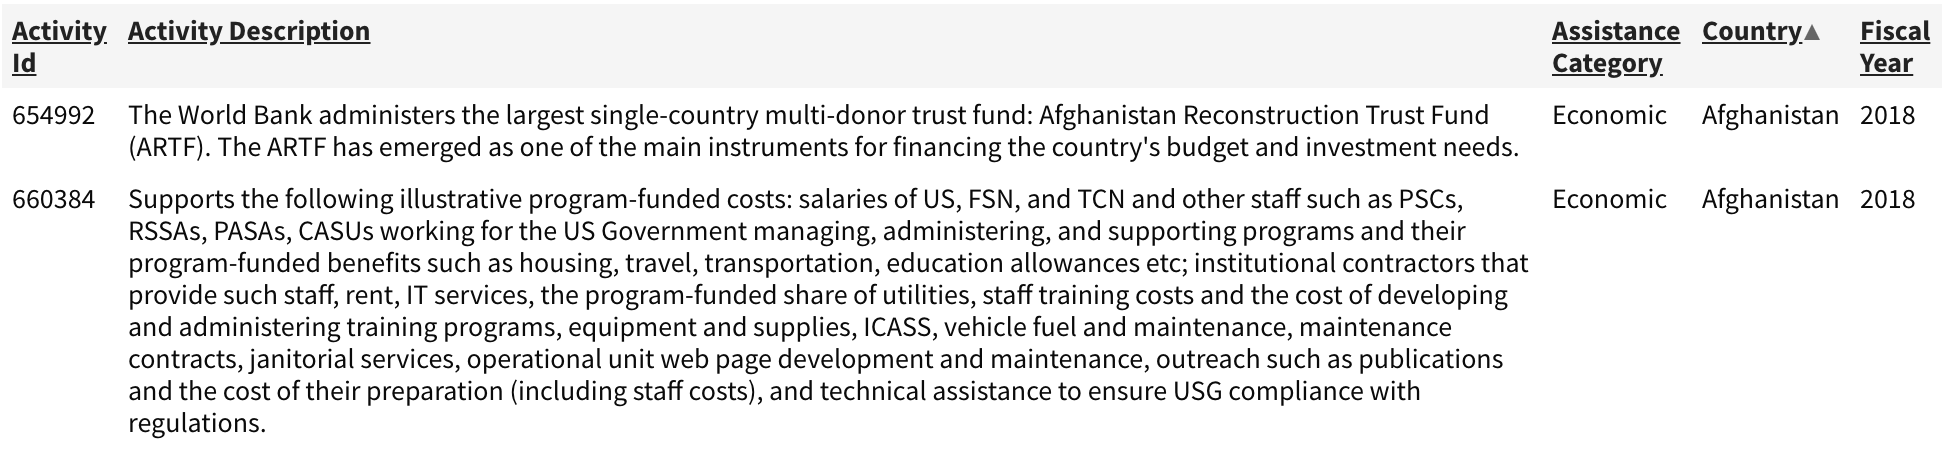 Activity Id Activity Description Assistance Category Country▲ Fiscal Year
654992 The World Bank administers the largest single-country multi-donor trust fund: Afghanistan Reconstruction Trust Fund Economic Afghanistan 2018
(ARTF). The ARTF has emerged as one of the main instruments for financing the country's budget and investment needs.
660384 Supports the following illustrative program-funded costs: salaries of US, FSN, and TCN and other staff such as PSCs, Economic Afghanistan 2018
RSSAs, PASAs, CASUs working for the US Government managing, administering, and supporting programs and their
program-funded benefits such as housing, travel, transportation, education allowances etc; institutional contractors that
provide such staff, rent, IT services, the program-funded share of utilities, staff training costs and the cost of developing
and administering training programs, equipment and supplies, ICASS, vehicle fuel and maintenance, maintenance
contracts, janitorial services, operational unit web page development and maintenance, outreach such as publications
and the cost of their preparation (including staff costs), and technical assistance to ensure USG compliance with
regulations.